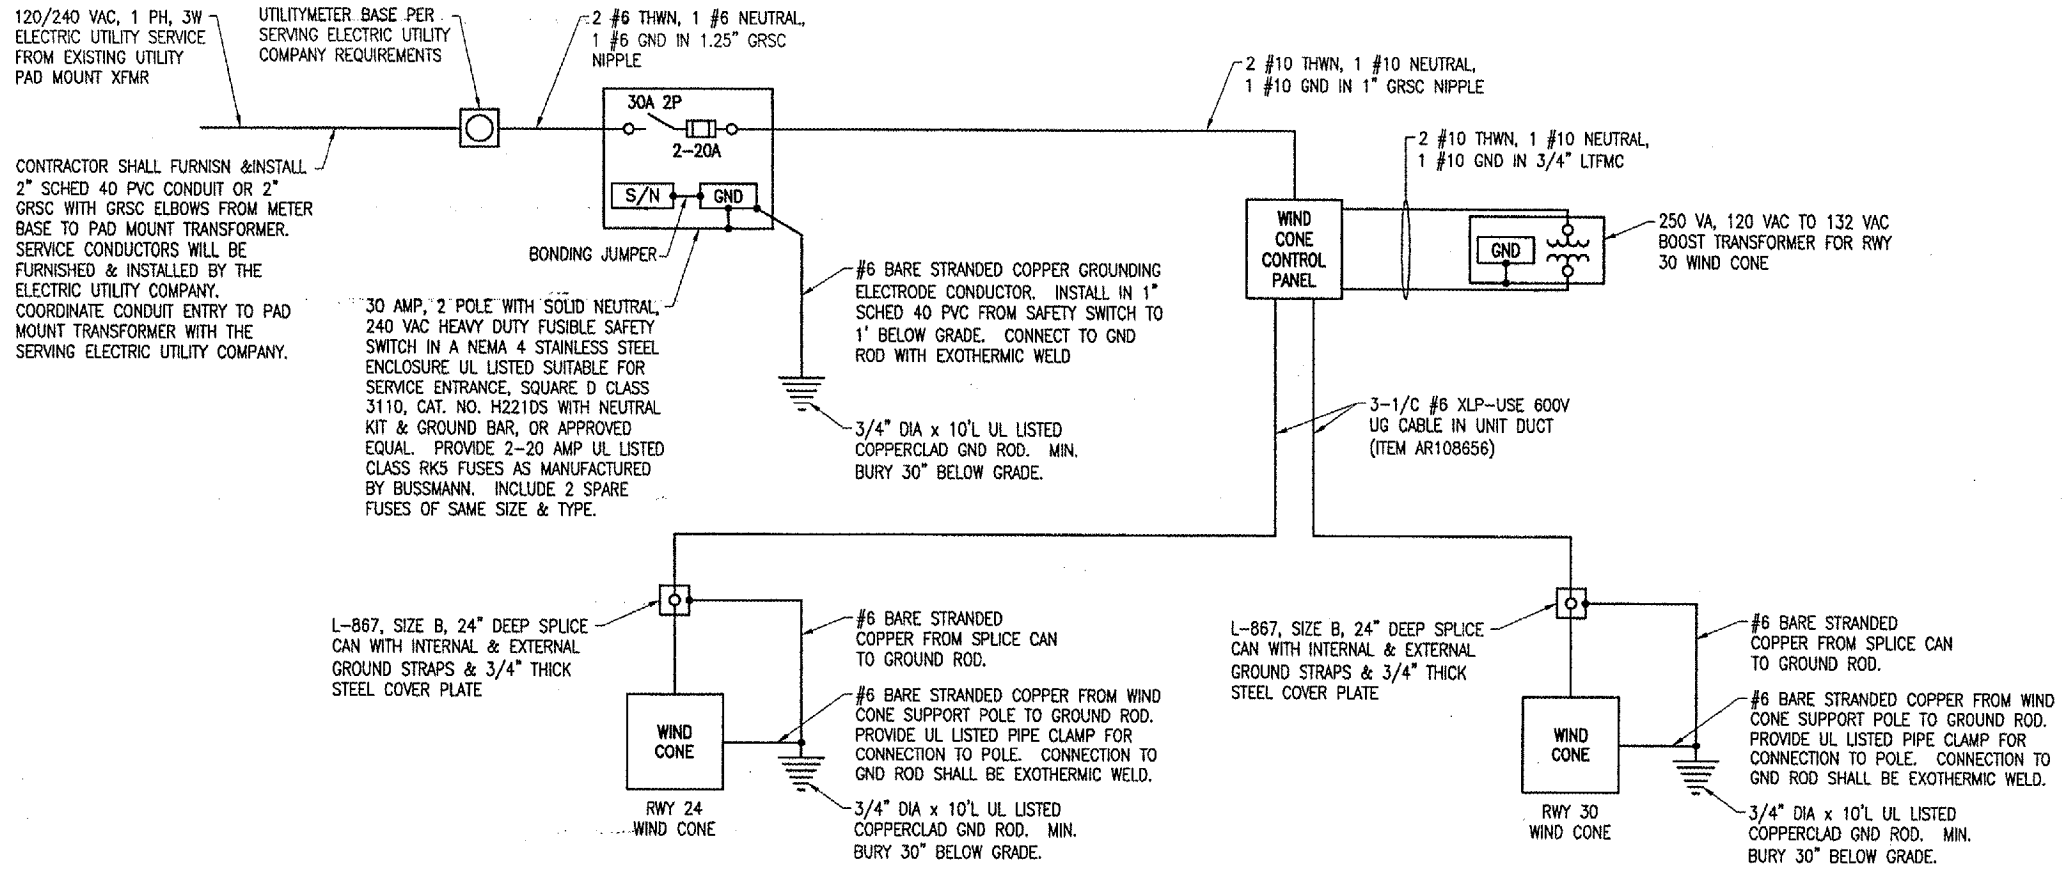 120/240 VAC, 1 PH, 3W
ELECTRIC UTILITY SERVICE
FROM EXISTING UTILITY
PAD MOUNT XFMR
UTILITYMETER BASE PER
SERVING ELECTRIC UTILITY
COMPANY REQUIREMENTS
2 #6 THWN, 1 #6 NEUTRAL,
1 #6 GND IN 1.25" GRSC
NIPPLE
30A 2P
2-20A
S/N
GND
BONDING JUMPER
2 #10 THWN, 1 #10 NEUTRAL,
1 #10 GND IN 1" GRSC NIPPLE
2 #10 THWN, 1 #10 NEUTRAL,
1 #10 GND IN 3/4" LTFMC
CONTRACTOR SHALL FURNISN &INSTALL
2" SCHED 40 PVC CONDUIT OR 2"
GRSC WITH GRSC ELBOWS FROM METER
BASE TO PAD MOUNT TRANSFORMER.
SERVICE CONDUCTORS WILL BE
FURNISHED & INSTALLED BY THE
ELECTRIC UTILITY COMPANY.
COORDINATE CONDUIT ENTRY TO PAD
MOUNT TRANSFORMER WITH THE
SERVING ELECTRIC UTILITY COMPANY.
30 AMP, 2 POLE WITH SOLID NEUTRAL,
240 VAC HEAVY DUTY FUSIBLE SAFETY
SWITCH IN A NEMA 4 STAINLESS STEEL
ENCLOSURE UL LISTED SUITABLE FOR
SERVICE ENTRANCE, SQUARE D CLASS
3110, CAT. NO. H221DS WITH NEUTRAL
KIT & GROUND BAR, OR APPROVED
EQUAL. PROVIDE 2-20 AMP UL LISTED
CLASS RK5 FUSES AS MANUFACTURED
BY BUSSMANN. INCLUDE 2 SPARE
FUSES OF SAME SIZE & TYPE.
#6 BARE STRANDED COPPER GROUNDING
ELECTRODE CONDUCTOR. INSTALL IN 1"
SCHED 40 PVC FROM SAFETY SWITCH TO
1' BELOW GRADE. CONNECT TO GND
ROD WITH EXOTHERMIC WELD
3/4" DIA x 10'L UL LISTED
COPPERCLAD GND ROD. MIN.
BURY 30" BELOW GRADE.
WIND
CONE
CONTROL
PANEL
GND
250 VA, 120 VAC TO 132 VAC
BOOST TRANSFORMER FOR RWY
30 WIND CONE
3-1/C #6 XLP-USE 600V
UG CABLE IN UNIT DUCT
(ITEM AR108656)
L-867, SIZE B, 24" DEEP SPLICE
CAN WITH INTERNAL & EXTERNAL
GROUND STRAPS & 3/4" THICK
STEEL COVER PLATE
#6 BARE STRANDED
COPPER FROM SPLICE CAN
TO GROUND ROD.
#6 BARE STRANDED COPPER FROM WIND
CONE SUPPORT POLE TO GROUND ROD.
PROVIDE UL LISTED PIPE CLAMP FOR
CONNECTION TO POLE. CONNECTION TO
GND ROD SHALL BE EXOTHERMIC WELD.
WIND
CONE
RWY 24
WIND CONE
3/4" DIA x 10'L UL LISTED
COPPERCLAD GND ROD. MIN.
BURY 30" BELOW GRADE.
L-867, SIZE B, 24" DEEP SPLICE
CAN WITH INTERNAL & EXTERNAL
GROUND STRAPS & 3/4" THICK
STEEL COVER PLATE
#6 BARE STRANDED
COPPER FROM SPLICE CAN
TO GROUND ROD.
#6 BARE STRANDED COPPER FROM WIND
CONE SUPPORT POLE TO GROUND ROD.
PROVIDE UL LISTED PIPE CLAMP FOR
CONNECTION TO POLE. CONNECTION TO
GND ROD SHALL BE EXOTHERMIC WELD.
WIND
CONE
RWY 30
WIND CONE
3/4" DIA x 10'L UL LISTED
COPPERCLAD GND ROD. MIN.
BURY 30" BELOW GRADE.